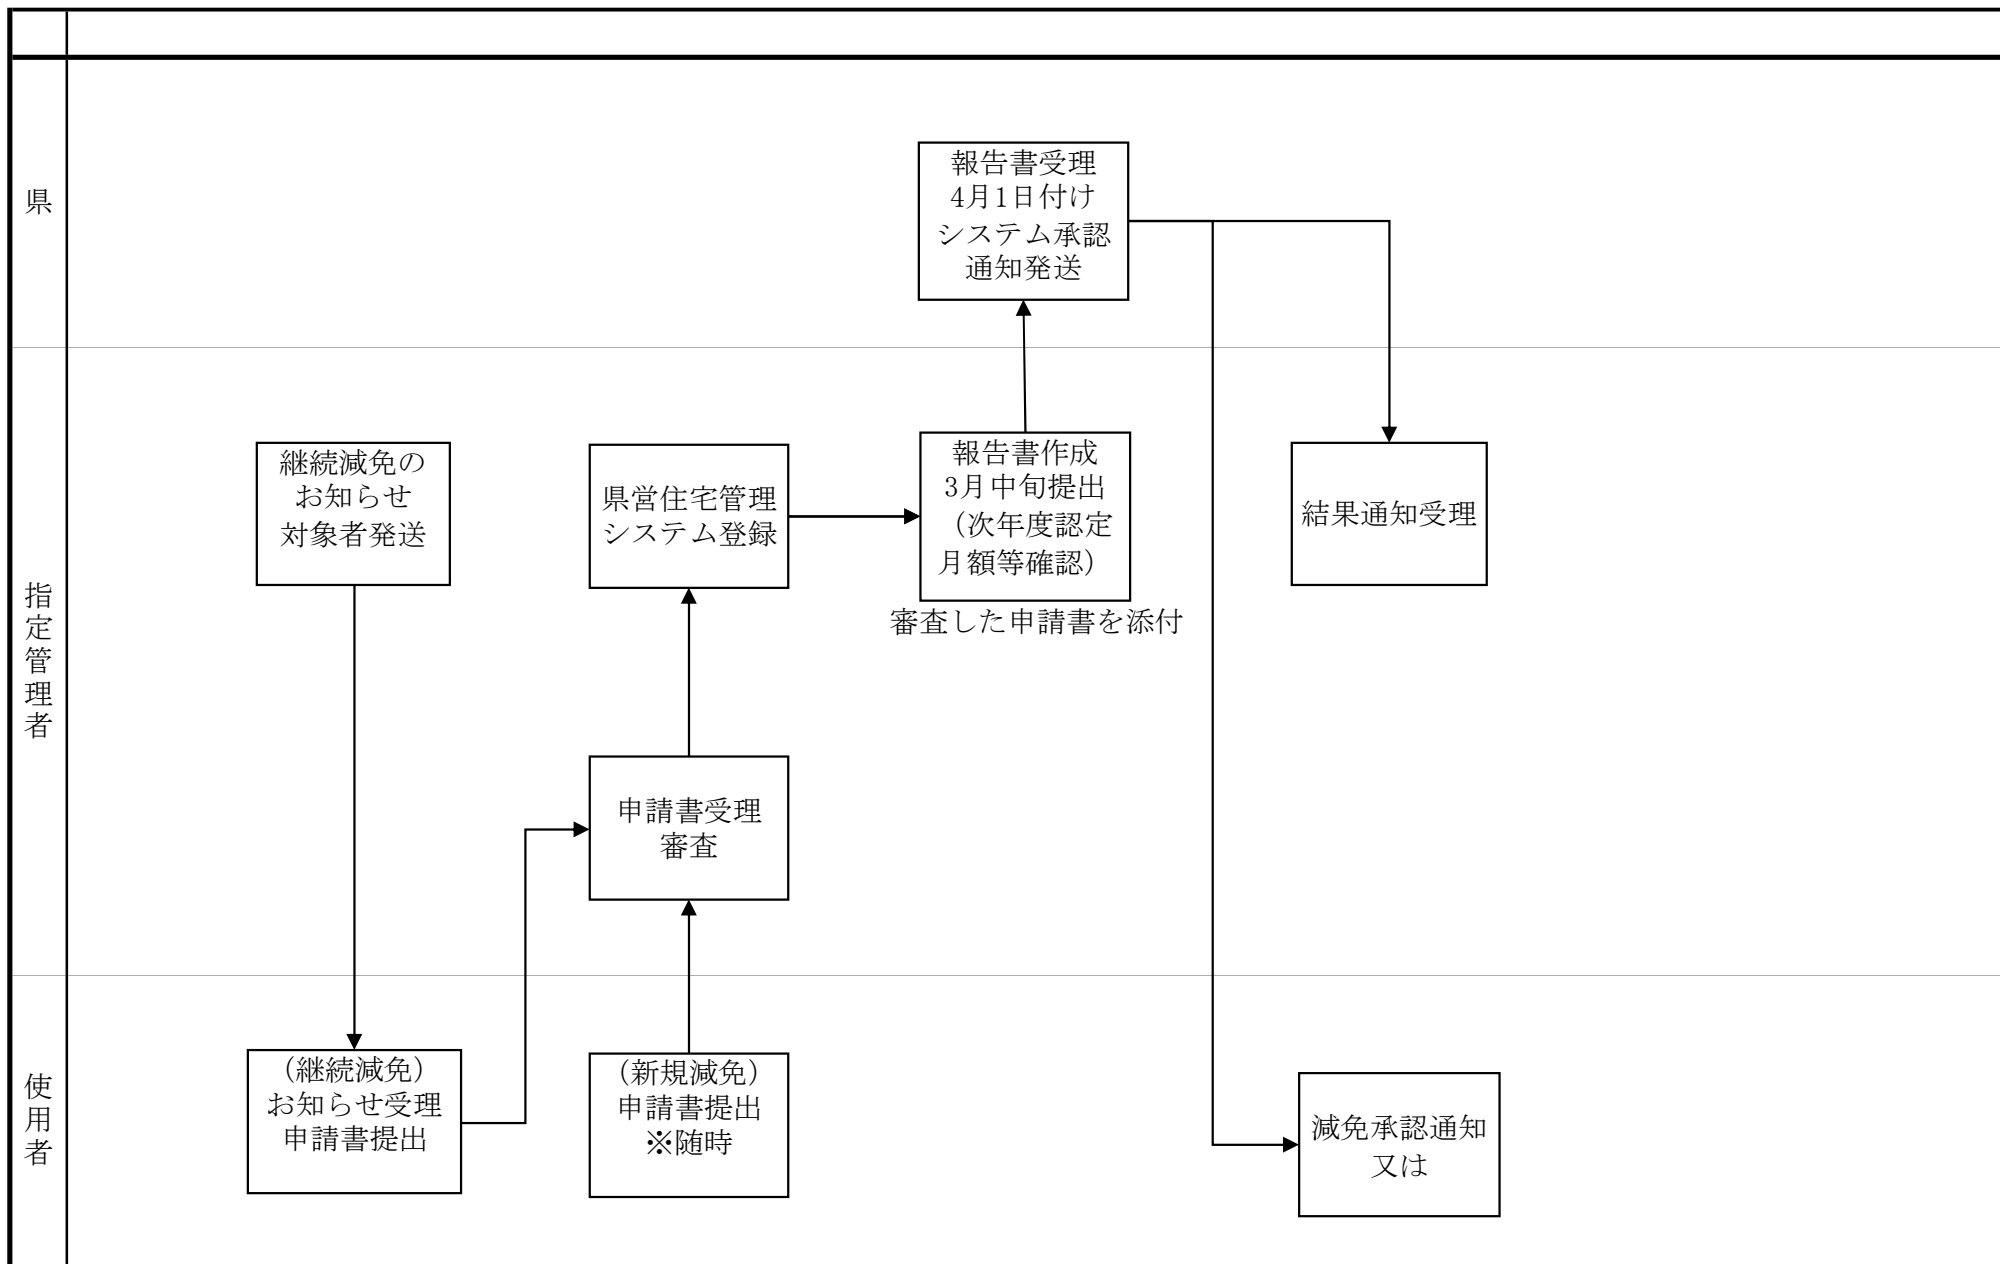 県
報告書受理
4月1日付け
システム承認
通知発送
指定管理者
継続減免の
お知らせ
対象者発送
県営住宅管理
システム登録
報告書作成
3月中旬提出
（次年度認定
月額等確認）
審査した申請書を添付
結果通知受理
申請書受理
審査
使用者
（継続減免）
お知らせ受理
申請書提出
（新規減免）
申請書提出
※随時
減免承認通知
又は